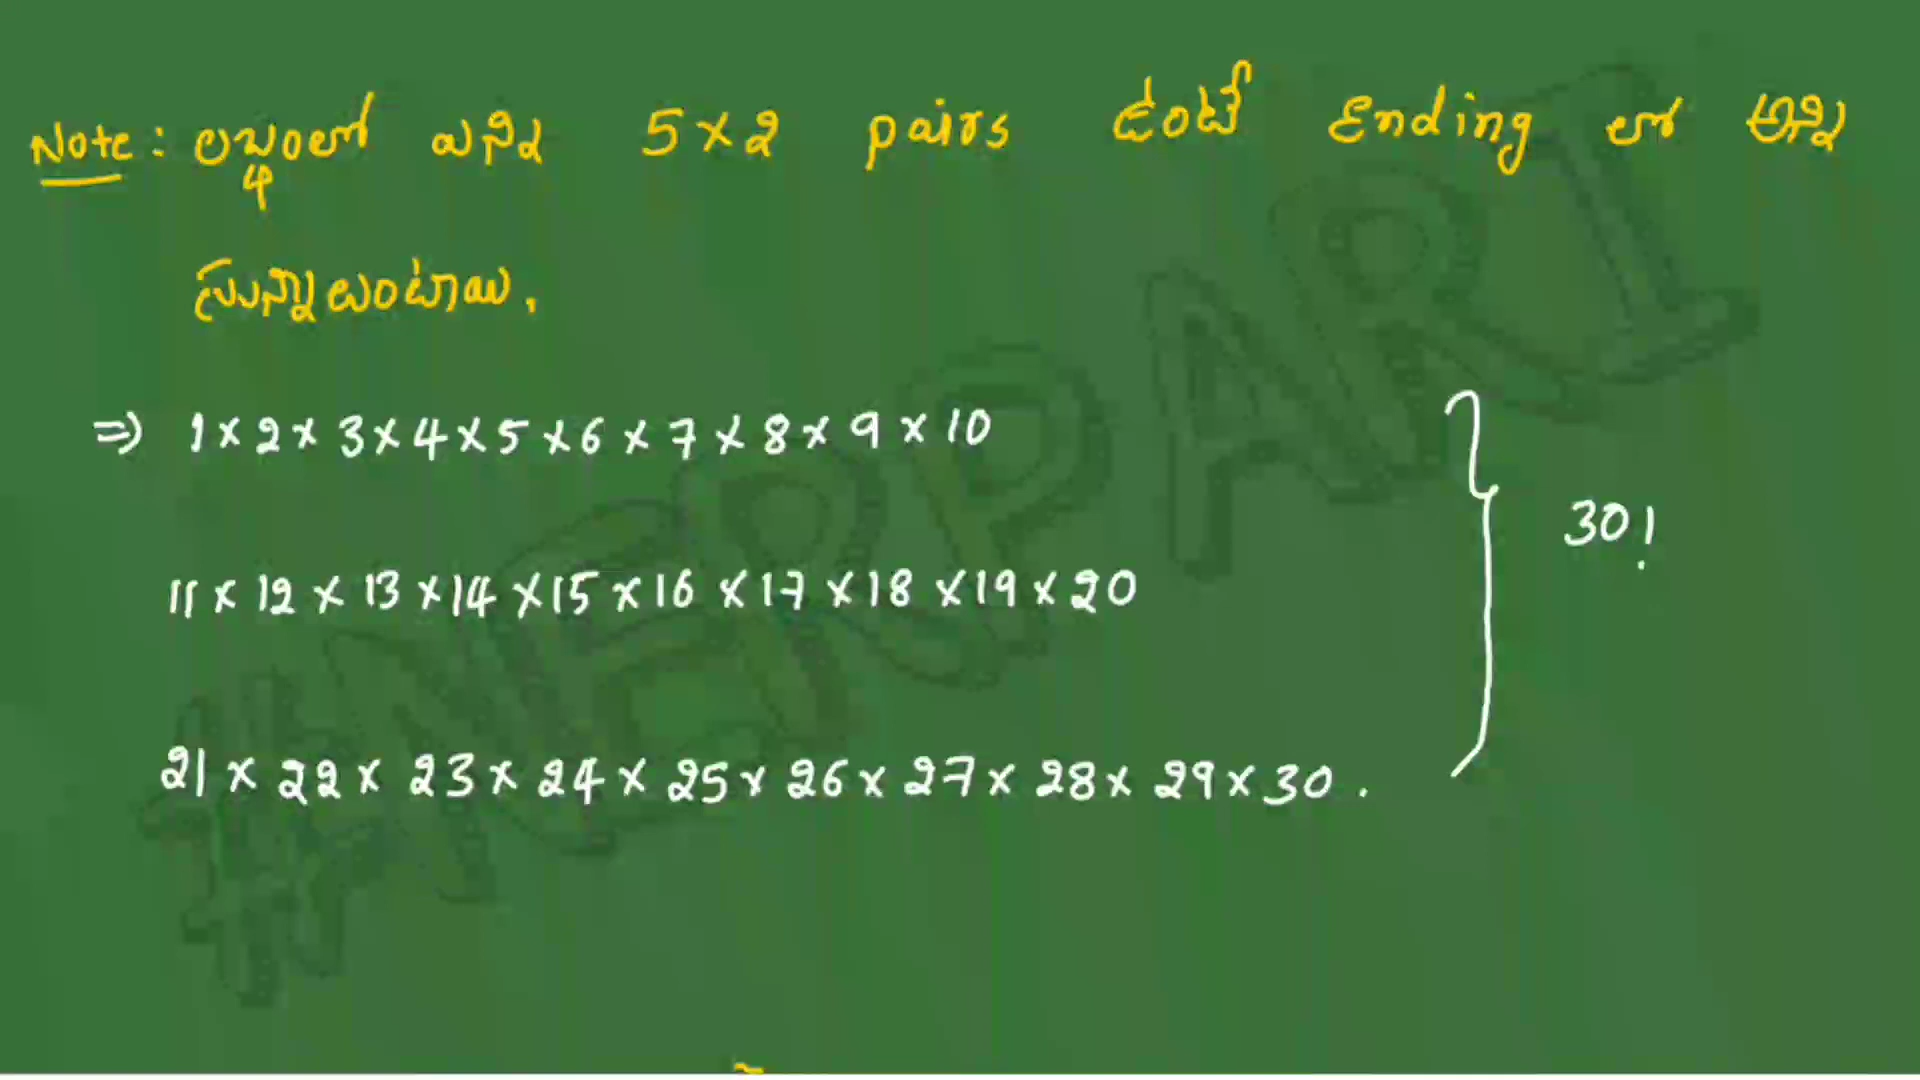 Note: లబ్ధంలో ఎన్ని 5 × 2 pairs ఉంటే Ending లో అన్ని
సున్నలుంటాయి.
⇒ 1 × 2 × 3 × 4 × 5 × 6 × 7 × 8 × 9 × 10
11 × 12 × 13 × 14 × 15 × 16 × 17 × 18 × 19 × 20
30!
21 × 22 × 23 × 24 × 25 × 26 × 27 × 28 × 29 × 30 .